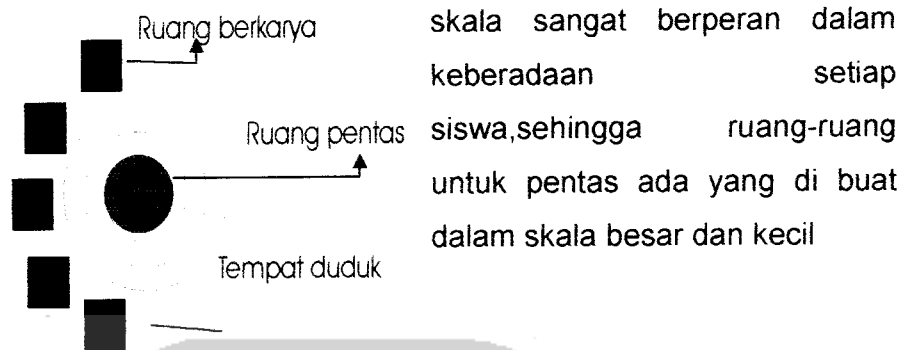 Ruang berkarya
Ruang pentas
Tempat duduk
skala sangat berperan dalam
keberadaan setiap
siswa,sehingga ruang-ruang
untuk pentas ada yang di buat
dalam skala besar dan kecil